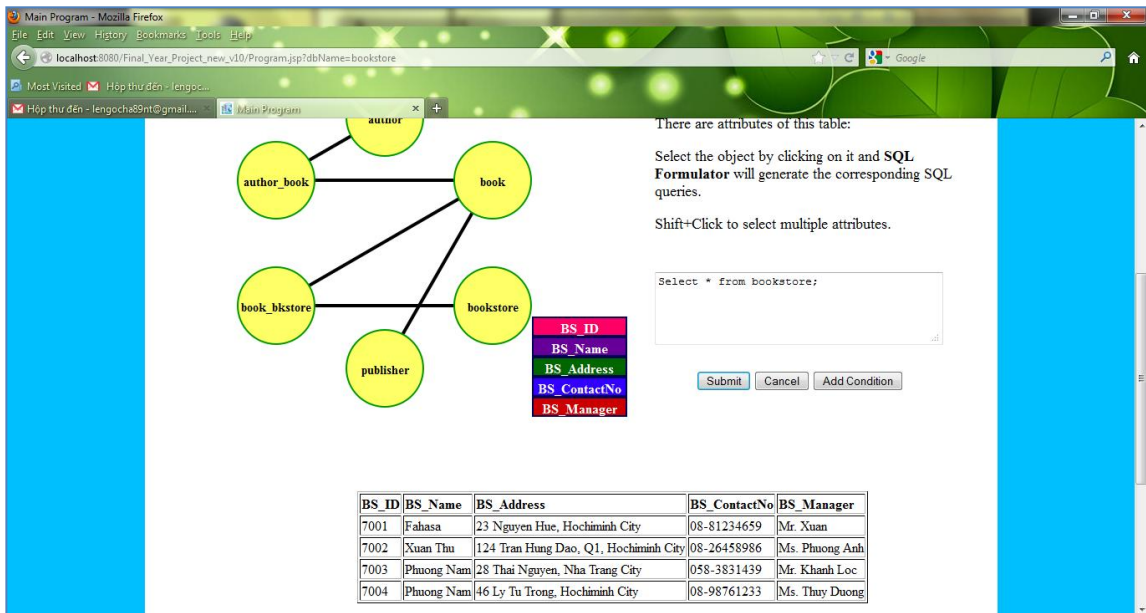 Main Program - Mozilla Firefox
File Edit View History Bookmarks Tools Help
localhost:8080/Final_Year_Project_new_v10/Program.jsp?dbName=bookstore
Google
Most Visited Hộp thư đến - lengoc...
Hộp thư đến - lengocha89nt@gmail.... × Main Program × +
author
author_book
book
book_bkstore
bookstore
publisher
BS_ID
BS_Name
BS_Address
BS_ContactNo
BS_Manager
There are attributes of this table:
Select the object by clicking on it and SQL
Formulator will generate the corresponding SQL
queries.
Shift+Click to select multiple attributes.
Select * from bookstore;
Submit Cancel Add Condition
BS_ID BS_Name BS_Address BS_ContactNo BS_Manager
7001 Fahasa 23 Nguyen Hue, Hochiminh City 08-81234659 Mr. Xuan
7002 Xuan Thu 124 Tran Hung Dao, Q1, Hochiminh City 08-26458986 Ms. Phuong Anh
7003 Phuong Nam 28 Thai Nguyen, Nha Trang City 058-3831439 Mr. Khanh Loc
7004 Phuong Nam 46 Ly Tu Trong, Hochiminh City 08-98761233 Ms. Thuy Duong